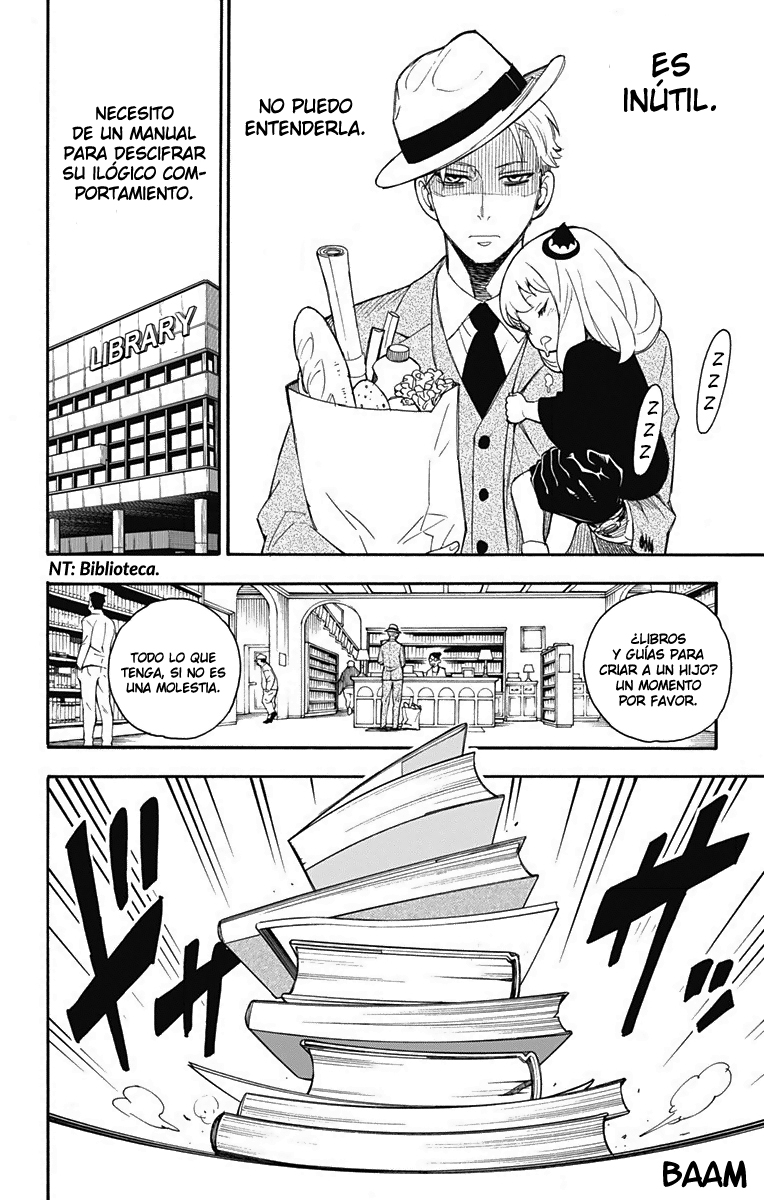 ES
INÚTIL.
NO PUEDO
ENTENDERLA.
Z
Z
Z
Z
Z
Z
NECESITO
DE UN MANUAL
PARA DESCIFRAR
SU ILÓGICO COM-
PORTAMIENTO.
LIBRARY
NT: Biblioteca.
¿LIBROS
Y GUÍAS PARA
CRIAR A UN HIJO?
UN MOMENTO
POR FAVOR.
TODO LO QUE
TENGA, SI NO ES
UNA MOLESTIA.
ドサッ
BAAM